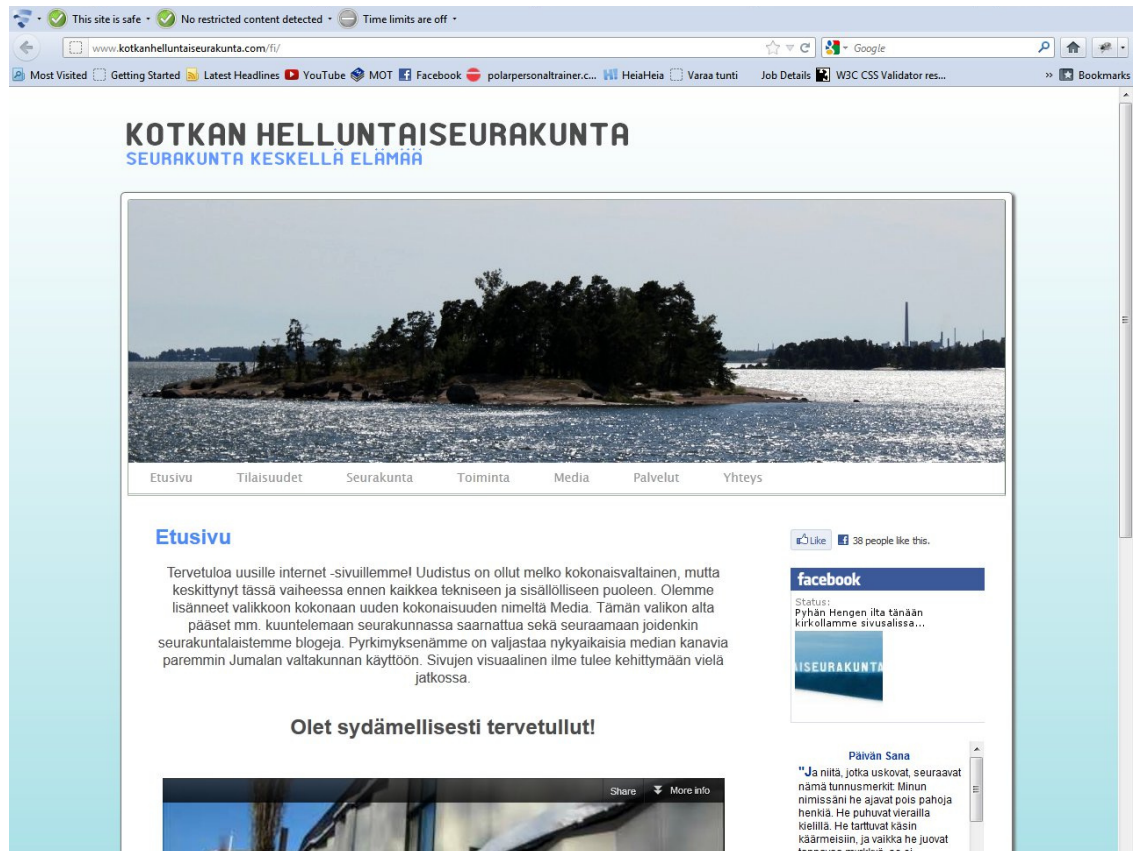 This site is safe No restricted content detected Time limits are off
www.kotkanhelluntaiseurakunta.com/fi/ Google
Most Visited Getting Started Latest Headlines YouTube MOT Facebook polarpersonaltrainer.c... HeiaHeia Varaa tunti Job Details W3C CSS Validator res... » Bookmarks
KOTKAN HELLUNTAISEURAKUNTA
SEURAKUNTA KESKELLÄ ELÄMÄÄ
Etusivu Tilaisuudet Seurakunta Toiminta Media Palvelut Yhteys
Etusivu
Tervetuloa uusille internet -sivuillemme! Uudistus on ollut melko kokonaisvaltainen, mutta
keskittynyt tässä vaiheessa ennen kaikkea tekniseen ja sisällölliseen puoleen. Olemme
lisänneet valikkoon kokonaan uuden kokonaisuuden nimeltä Media. Tämän valikon alta
pääset mm. kuuntelemaan seurakunnassa saarnattua sekä seuraamaan joidenkin
seurakuntalaistemme blogeja. Pyrkimyksenämme on valjastaa nykyaikaisia median kanavia
paremmin Jumalan valtakunnan käyttöön. Sivujen visuaalinen ilme tulee kehittymään vielä
jatkossa.
Olet sydämellisesti tervetullut!
Share More info
Like 38 people like this.
facebook
Status:
Pyhän Hengen ilta tänään
kirkollamme sivusalissa...
AISEURAKUNTA
Päivän Sana
"Ja niitä, jotka uskovat, seuraavat
nämä tunnusmerkit: Minun
nimissäni he ajavat pois pahoja
henkiä. He puhuvat vierailla
kielillä. He tarttuvat käsin
käärmeisiin, ja vaikka he juovat